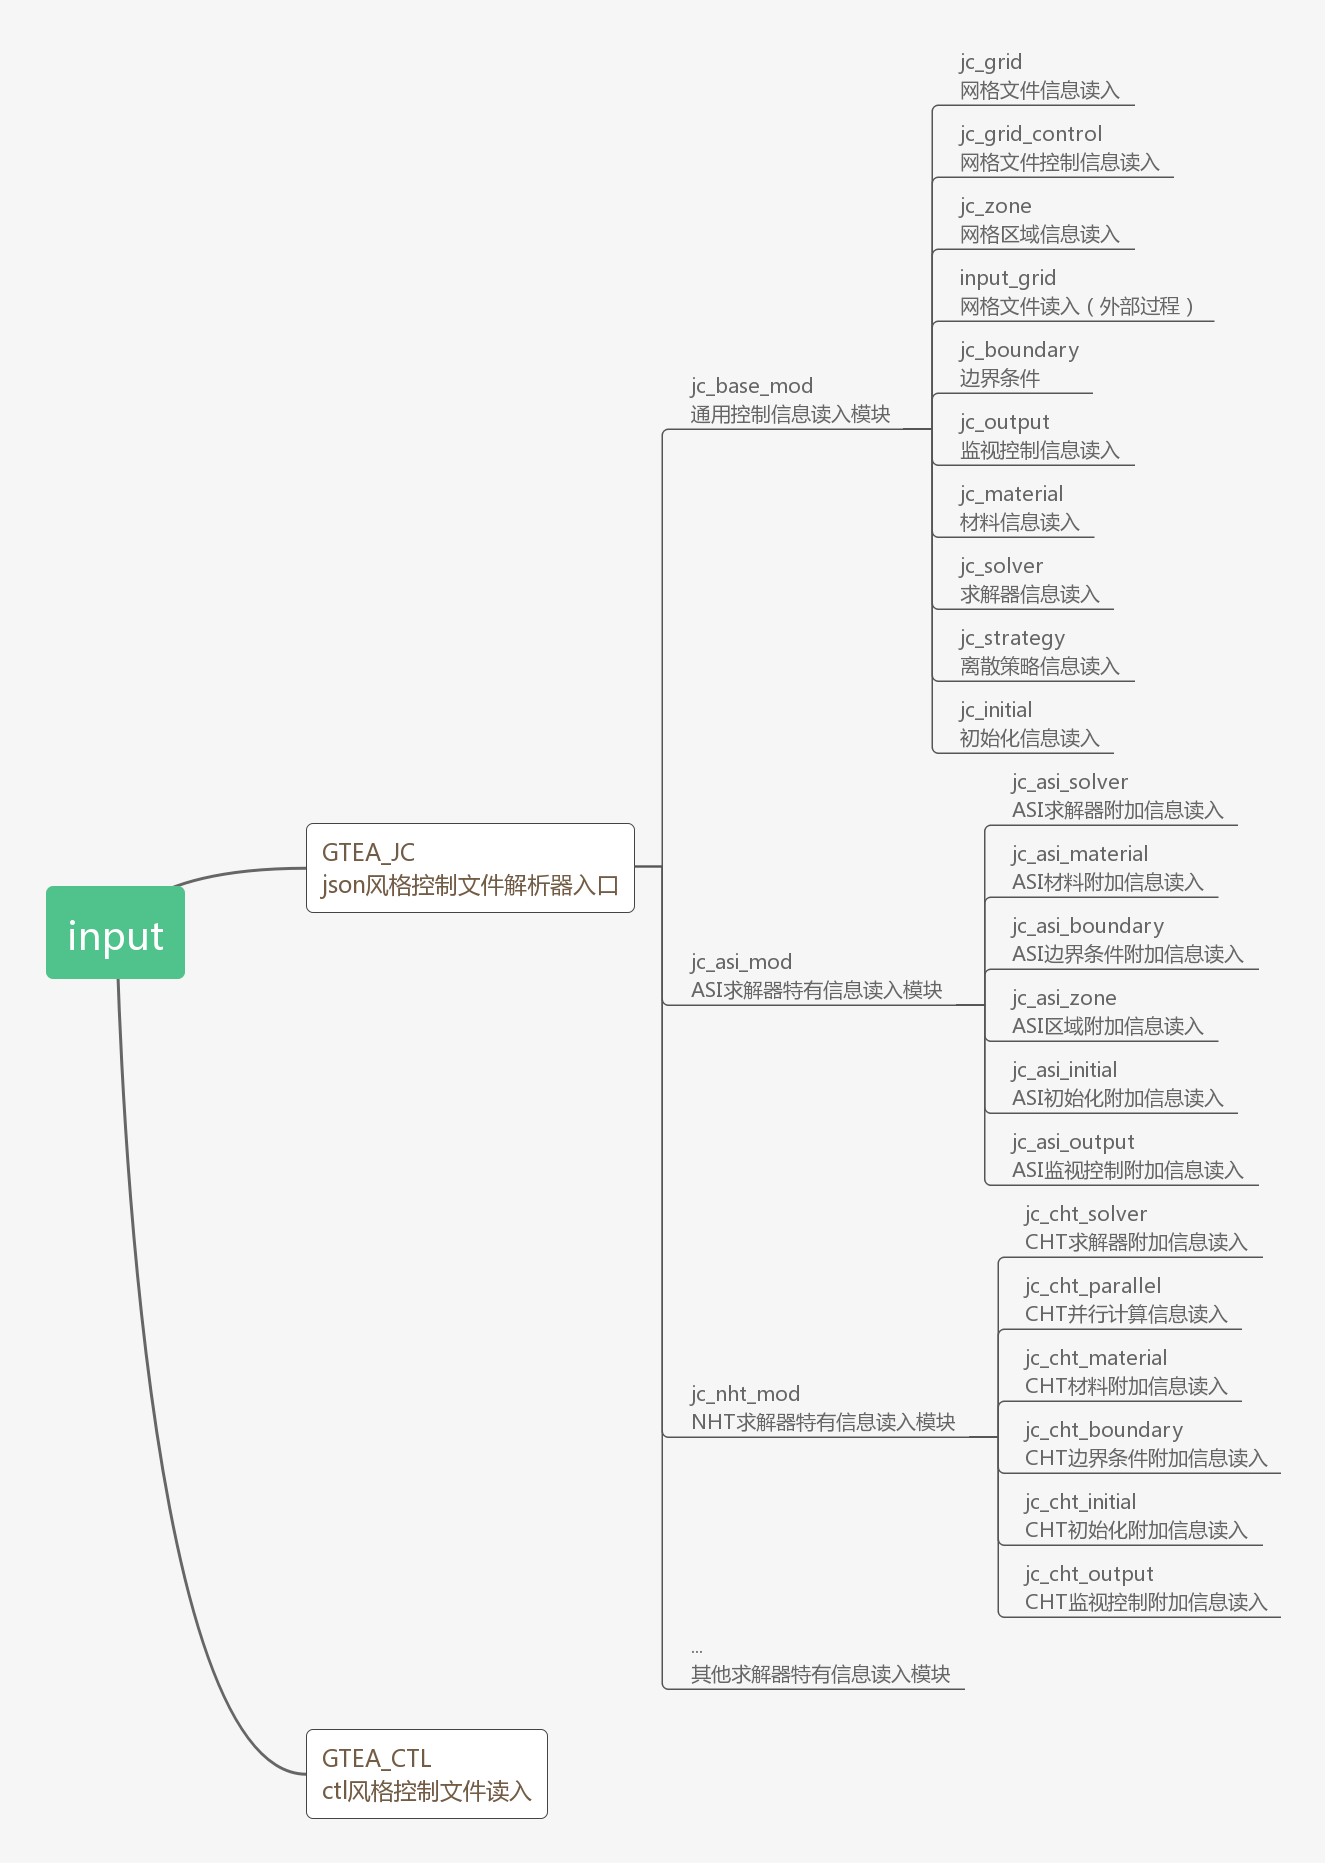 input
GTEA_JC
json风格控制文件解析器入口
jc_base_mod
通用控制信息读入模块
jc_grid
网格文件信息读入
jc_grid_control
网格文件控制信息读入
jc_zone
网格区域信息读入
input_grid
网格文件读入（外部过程）
jc_boundary
边界条件
jc_output
监视控制信息读入
jc_material
材料信息读入
jc_solver
求解器信息读入
jc_strategy
离散策略信息读入
jc_initial
初始化信息读入
jc_asi_mod
ASI求解器特有信息读入模块
jc_asi_solver
ASI求解器附加信息读入
jc_asi_material
ASI材料附加信息读入
jc_asi_boundary
ASI边界条件附加信息读入
jc_asi_zone
ASI区域附加信息读入
jc_asi_initial
ASI初始化附加信息读入
jc_asi_output
ASI监视控制附加信息读入
jc_nht_mod
NHT求解器特有信息读入模块
jc_cht_solver
CHT求解器附加信息读入
jc_cht_parallel
CHT并行计算信息读入
jc_cht_material
CHT材料附加信息读入
jc_cht_boundary
CHT边界条件附加信息读入
jc_cht_initial
CHT初始化附加信息读入
jc_cht_output
CHT监视控制附加信息读入
...
其他求解器特有信息读入模块
GTEA_CTL
ctl风格控制文件读入